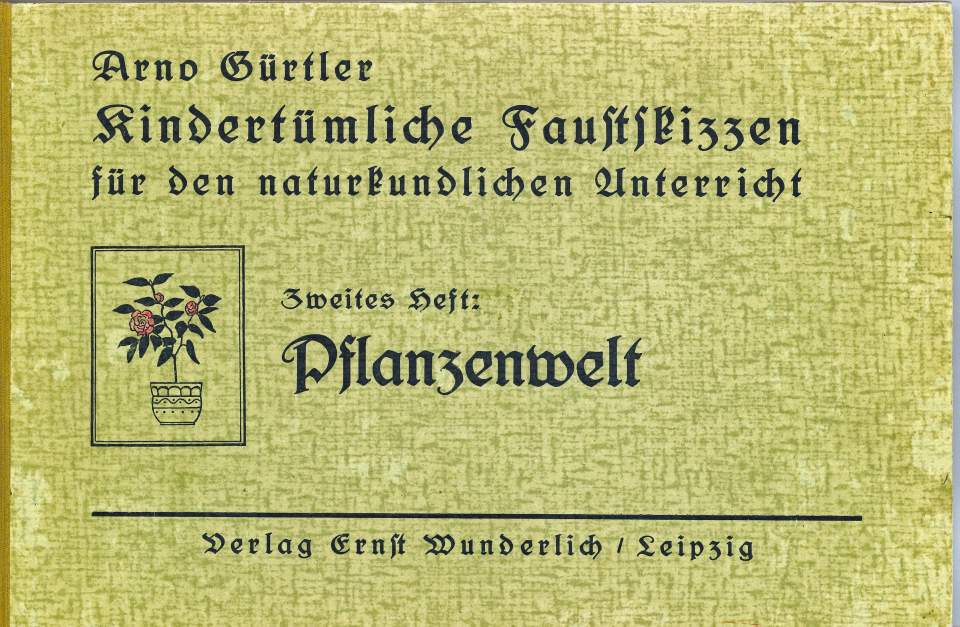 Arno Gürtler
Kindertümliche Faustskizzen
für den naturkundlichen Unterricht
Zweites Heft:
Pflanzenwelt
Verlag Ernst Wunderlich / Leipzig